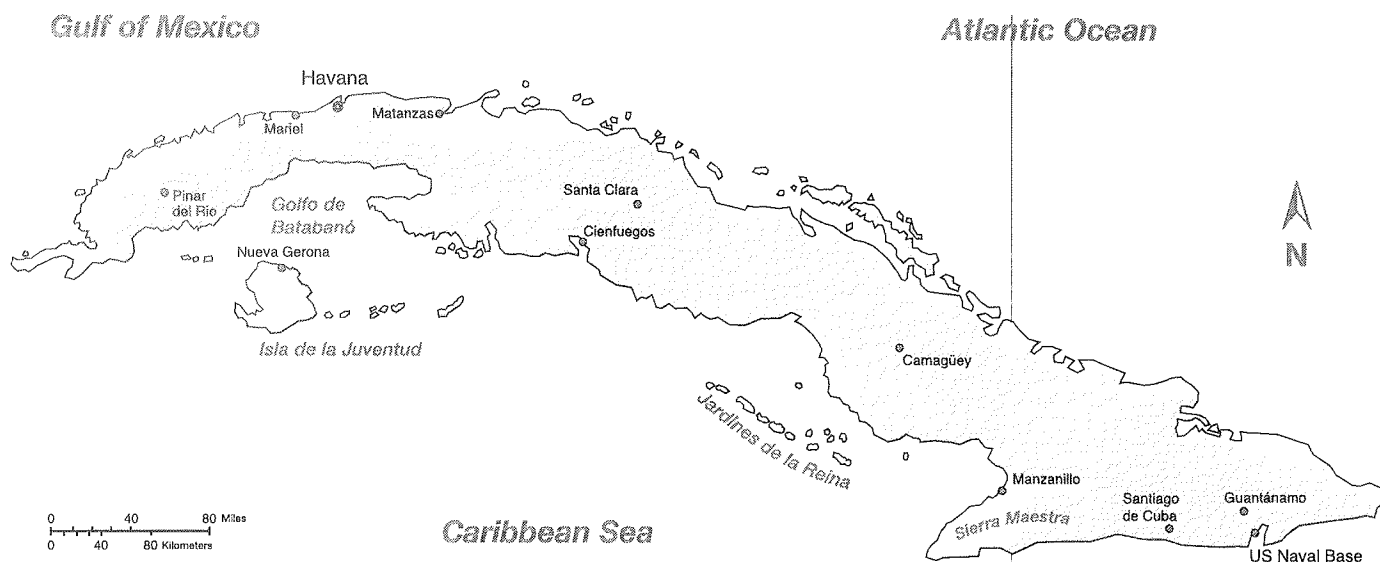 Gulf of Mexico
Atlantic Ocean
Havana
Mariel
Matanzas
Pinar
del Rio
Golfo de
Batabanó
Nueva Gerona
Isla de la Juventud
Santa Clara
Cienfuegos
N
Camagüey
Jardines de la Reina
Manzanillo
Sierra Maestra
Santiago
de Cuba
Guantánamo
US Naval Base
Caribbean Sea
0 40 80 Miles
0 40 80 Kilometers